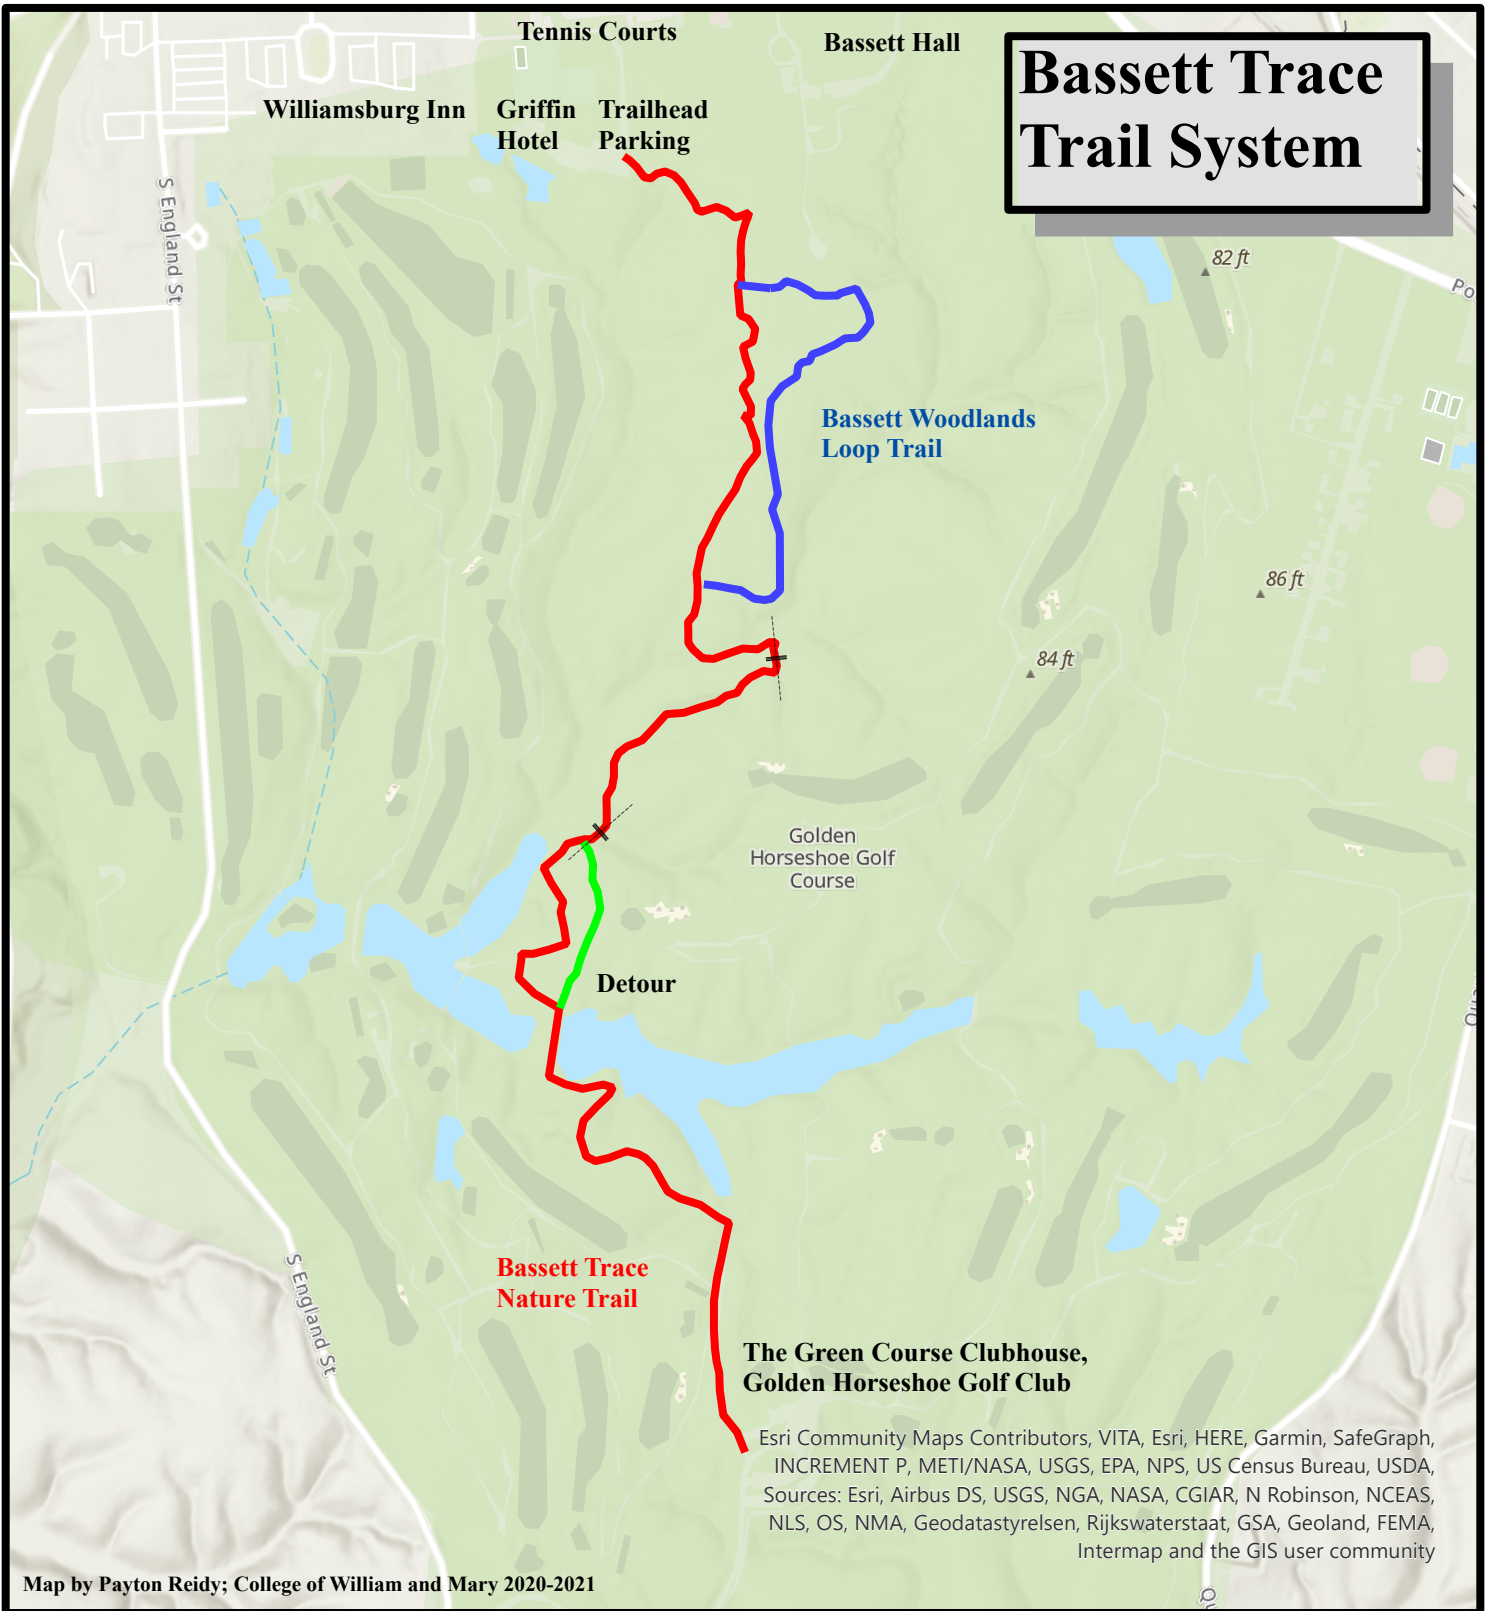 Tennis Courts
Bassett Hall
Bassett Trace
Trail System
Williamsburg Inn
Griffin
Hotel
Trailhead
Parking
S England St
82 ft
Bassett Woodlands
Loop Trail
86 ft
84 ft
Golden
Horseshoe Golf
Course
Detour
Bassett Trace
Nature Trail
S England St
The Green Course Clubhouse,
Golden Horseshoe Golf Club
Esri Community Maps Contributors, VITA, Esri, HERE, Garmin, SafeGraph,
INCREMENT P, METI/NASA, USGS, EPA, NPS, US Census Bureau, USDA,
Sources: Esri, Airbus DS, USGS, NGA, NASA, CGIAR, N Robinson, NCEAS,
NLS, OS, NMA, Geodatastyrelsen, Rijkswaterstaat, GSA, Geoland, FEMA,
Intermap and the GIS user community
Map by Payton Reidy; College of William and Mary 2020-2021